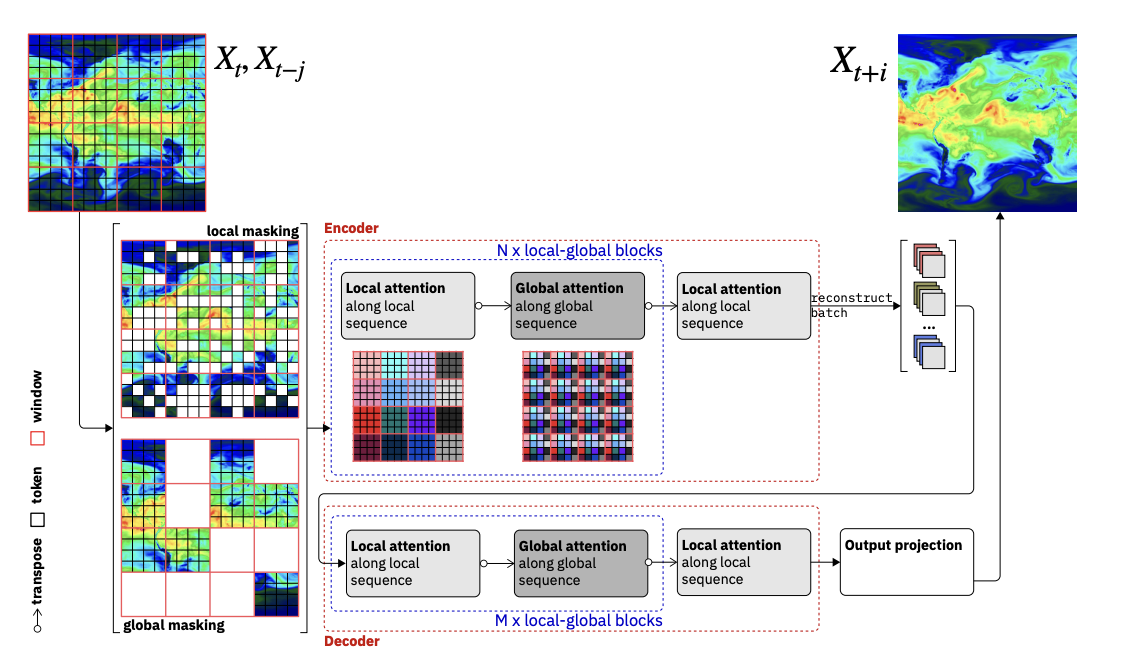 X_t, X_{t−j}
X_{t+i}
local masking
Encoder
N x local-global blocks
Local attention
along local
sequence
Global attention
along global
sequence
Local attention
along local
sequence
reconstruct
batch
...
window
token
transpose
global masking
Local attention
along local
sequence
Global attention
along global
sequence
Local attention
along local
sequence
Output projection
M x local-global blocks
Decoder